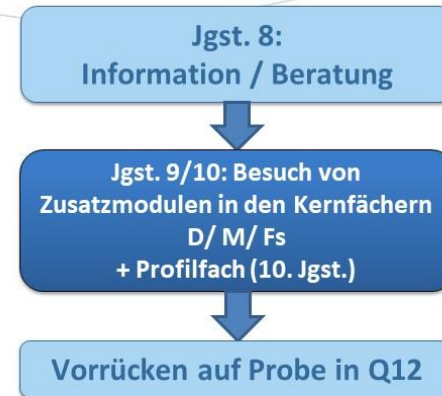 Jgst. 8:
Information / Beratung
Jgst. 9/10: Besuch von
Zusatzmodulen in den Kernfächern
D/ M/ Fs
+ Profilfach (10. Jgst.)
Vorrücken auf Probe in Q12